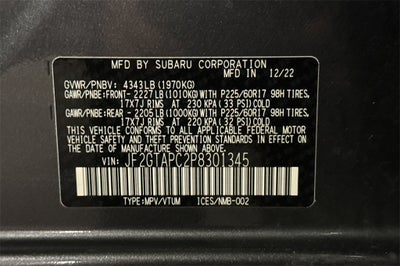 MFD BY SUBARU CORPORATION
MFD IN 12/22
GVWR/PNBV: 4343LB (1970KG)
GAWR/PNBE:FRONT- 2227LB (1010KG) WITH P225/60R17 98H TIRES,
17X7J RIMS AT 230 KPA (33 PSI) COLD
GAWR/PNBE:REAR - 2205LB (1000KG) WITH P225/60R17 98H TIRES,
17X7J RIMS AT 220 KPA (32 PSI) COLD
THIS VEHICLE CONFORMS TO ALL APPLICABLE FEDERAL MOTOR
VEHICLE SAFETY AND THEFT PREVENTION STANDARDS IN
EFFECT ON THE DATE OF MANUFACTURE SHOWN ABOVE.
VIN: JF2GTAPC2P8301345
TYPE:MPV/VTUM ICES/NMB-002